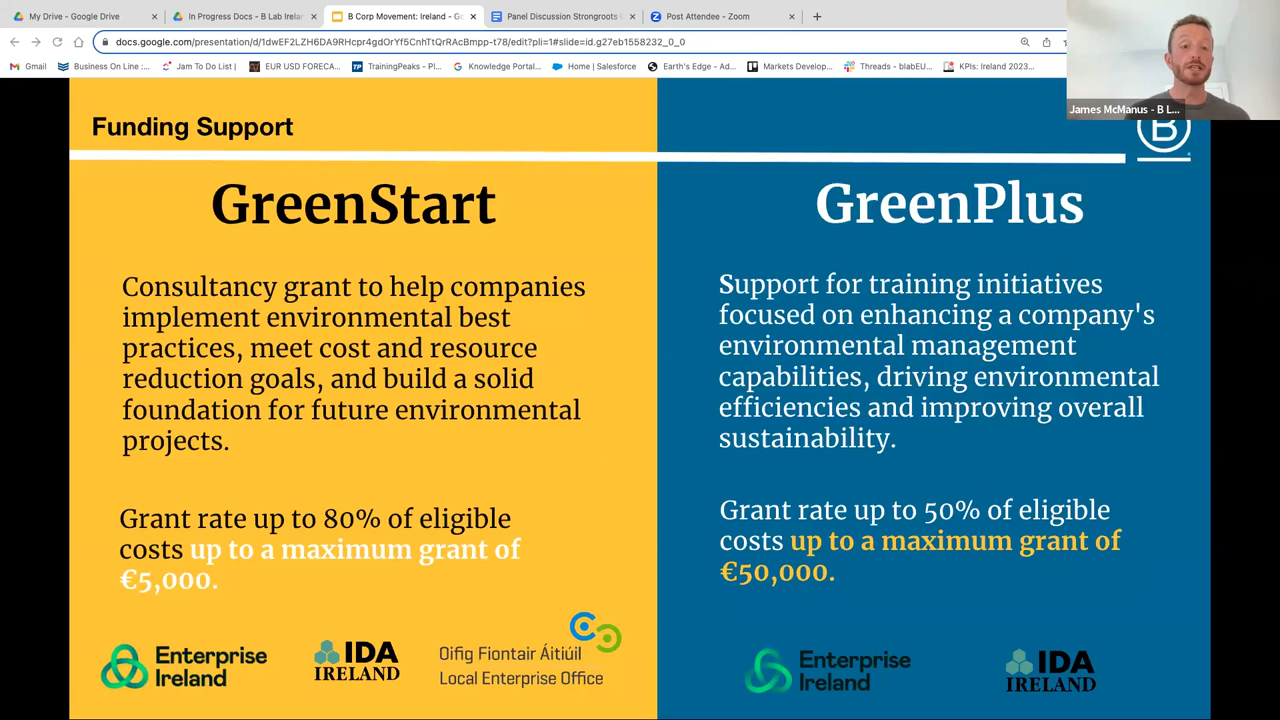 My Drive - Google Drive
In Progress Docs - B Lab Irelan
B Corp Movement: Ireland - Go
Panel Discussion Strongroots
Post Attendee - Zoom
docs.google.com/presentation/d/1dwEF2LZH6DA9RHcpr4gdOrYf5CnhTtQrRAcBmpp-t78/edit?pli=1#slide=id.g27eb1558232_0_0
Gmail
Business On Line :...
Jam To Do List |
EUR USD FORECA...
TrainingPeaks - Pl...
Knowledge Portal...
Home | Salesforce
Earth's Edge - Ad...
Markets Develop...
Threads - blabEU...
KPIs: Ireland 2023...
James McManus - B L...
Funding Support
B
GreenStart
Consultancy grant to help companies
implement environmental best
practices, meet cost and resource
reduction goals, and build a solid
foundation for future environmental
projects.
Grant rate up to 80% of eligible
costs up to a maximum grant of
€5,000.
Enterprise
Ireland
IDA
IRELAND
Oifig Fiontair Áitiúil
Local Enterprise Office
GreenPlus
Support for training initiatives
focused on enhancing a company's
environmental management
capabilities, driving environmental
efficiencies and improving overall
sustainability.
Grant rate up to 50% of eligible
costs up to a maximum grant of
€50,000.
Enterprise
Ireland
IDA
IRELAND